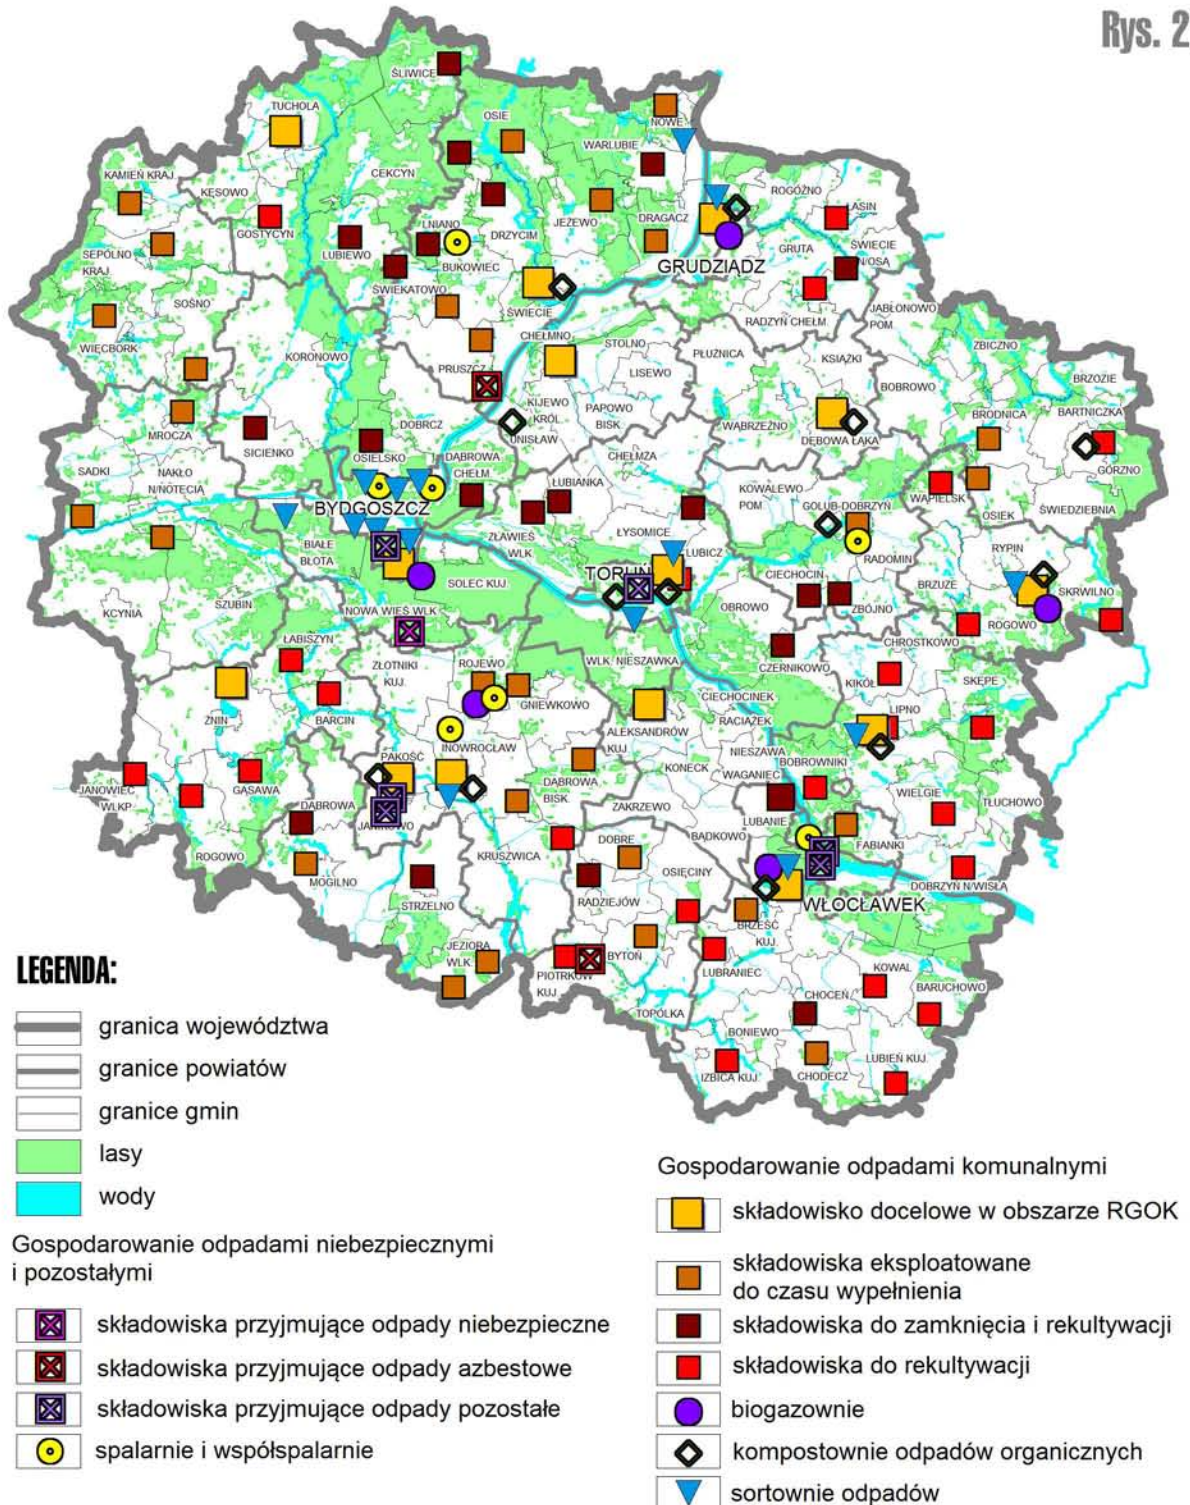 Rys. 2
ŚLIWICE
TUCHOLA
OSIE
NOWE
WARLUBIE
KAMIEŃ KRAJ
KĘSOWO
CEKCYN
ROGÓŹNO
ŁASIN
GOSTYCYN
LUBIEWO
LNIANO
DRZYCIM
JEŻEWO
DRAGACZ
GRUTA
ŚWIECIE
N/OSĄ
SĘPÓLNO
KRAJ
BUKOWIEC
GRUDZIĄDZ
SOŚNO
ŚWIEKATOWO
ŚWIECIE
RADZYŃ CHEŁM.
JABŁONOWO
POM
WIĘCBORK
KORONOWO
CHEŁMNO
STOLNO
PŁUŻNICA
KSIĄŻKI
ZBICZNO
PRUSZCZ
LISEWO
BOBROWO
BRZOZIE
KIJEWO
KRÓL.
PAPOWO
BISK.
WĄBRZEŹNO
DĘBOWA ŁĄKA
BRODNICA
BARTNICZKA
MROCZA
SICIENKO
DOBRCZ
UNISŁAW
GÓRZNO
OSIELSKO
DĄBROWA
CHEŁM
CHEŁMŻA
SADKI
NAKŁO
N/NOTECIĄ
ŁUBIANKA
KOWALEWO
POM
WĄPIELSK
OSIEK
ŚWIEDZIEBNIA
BYDGOSZCZ
GOLUB-DOBRZYŃ
BIAŁE
BŁOTA
ZŁAWIEŚ
WLK
ŁYSOMICE
LUBICZ
RADOMIN
RYPIN
SOLEC KUJ.
TORUŃ
CIECHOCIN
BRZUZE
SKRWILNO
KCYNIA
SZUBIN
NOWA WIEŚ WLK
OBROWO
ZBÓJNO
ROGOWO
ŁABISZYN
ZŁOTNIKI
KUJ.
ROJEWO
WLK. NIESZAWKA
CZERNIKOWO
CHROSTKOWO
KIKÓŁ
SKĘPE
GNIEWKOWO
CIECHOCINEK
ŻNIN
BARCIN
RACIĄŻEK
LIPNO
ALEKSANDRÓW
KUJ
INOWROCŁAW
PAKOŚĆ
NIESZAWA
JANOWIEC
WLKP
GĄSAWA
DĄBROWA
DĄBROWA
BISK.
KONECK
WAGANIEC
BOBROWNIKI
WIELGIE
TŁUCHOWO
JANIKOWO
ZAKRZEWO
LUBANIE
BĄDKOWO
FABIANKI
ROGOWO
MOGILNO
KRUSZWICA
DOBRE
OSIĘCINY
DOBRZYŃ N/WISŁĄ
STRZELNO
RADZIEJÓW
WŁOCŁAWEK
BRZEŚĆ
KUJ.
JEZIORA
WLK.
BYTOŃ
PIOTRKÓW
KUJ.
LUBRANIEC
KOWAL
CHOCEŃ
BARUCHOWO
TOPÓLKA
BONIEWO
LUBIEŃ KUJ.
IZBICA KUJ.
CHODECZ
LEGENDA:
granica województwa
granice powiatów
granice gmin
lasy
wody
Gospodarowanie odpadami niebezpiecznymi
i pozostałymi
składowiska przyjmujące odpady niebezpieczne
składowiska przyjmujące odpady azbestowe
składowiska przyjmujące odpady pozostałe
spalarnie i współspalarnie
Gospodarowanie odpadami komunalnymi
składowisko docelowe w obszarze RGOK
składowiska eksploatowane
do czasu wypełnienia
składowiska do zamknięcia i rekultywacji
składowiska do rekultywacji
biogazownie
kompostownie odpadów organicznych
sortownie odpadów